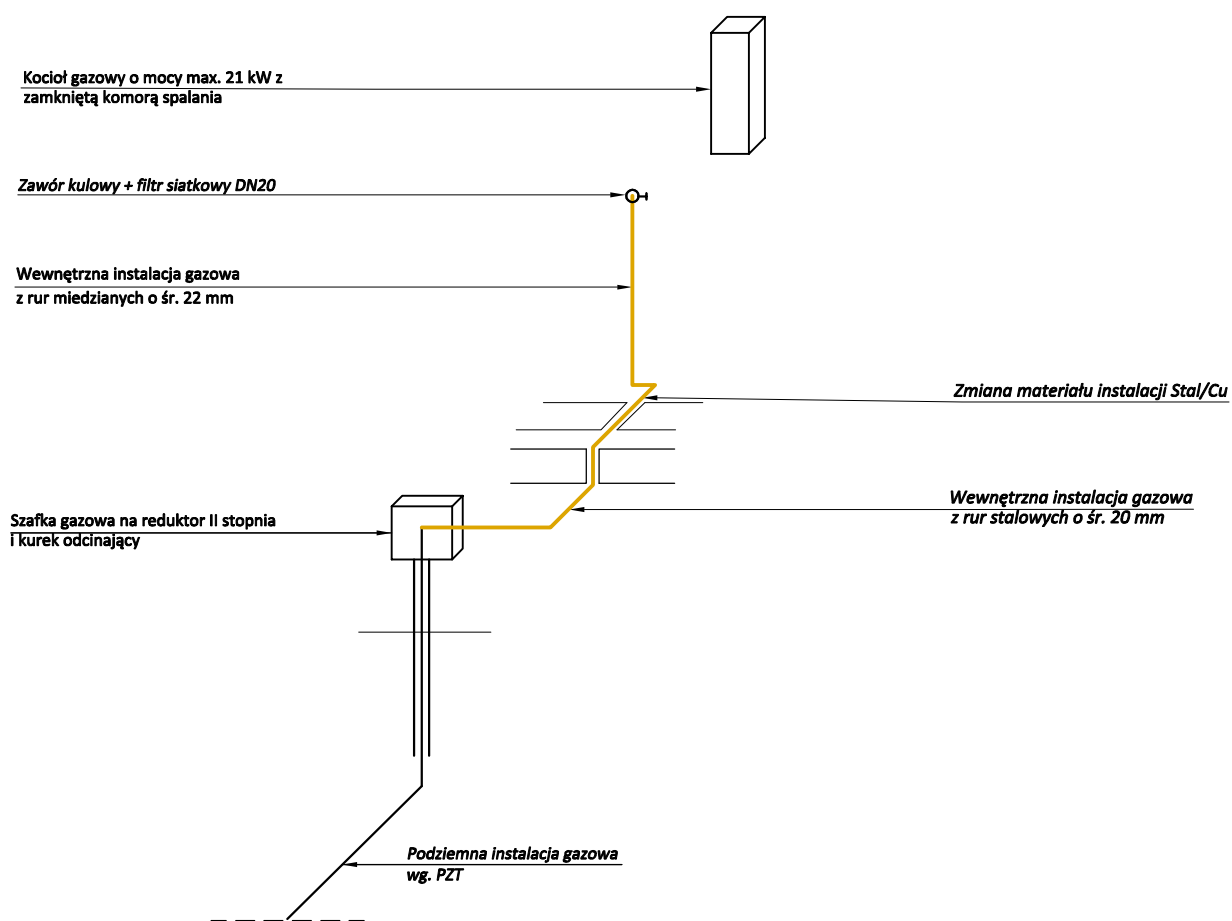 Kocioł gazowy o mocy max. 21 kW z
zamkniętą komorą spalania
Zawór kulowy + filtr siatkowy DN20
Wewnętrzna instalacja gazowa
z rur miedzianych o śr. 22 mm
Zmiana materiału instalacji Stal/Cu
Wewnętrzna instalacja gazowa
z rur stalowych o śr. 20 mm
Szafka gazowa na reduktor II stopnia
i kurek odcinający
Podziemna instalacja gazowa
wg. PZT